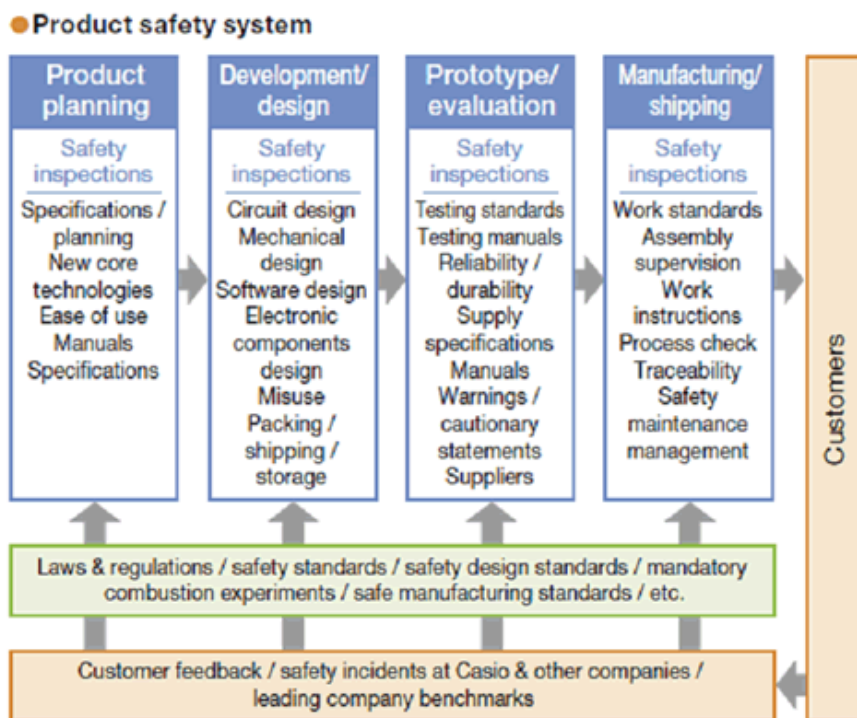 Product safety system
Product
planning
Safety
inspections
Specifications /
planning
New core
technologies
Ease of use
Manuals
Specifications
Development/
design
Safety
inspections
Circuit design
Mechanical
design
Software design
Electronic
components
design
Misuse
Packing /
shipping /
storage
Prototype/
evaluation
Safety
inspections
Testing standards
Testing manuals
Reliability /
durability
Supply
specifications
Manuals
Warnings /
cautionary
statements
Suppliers
Manufacturing/
shipping
Safety
inspections
Work standards
Assembly
supervision
Work
instructions
Process check
Traceability
Safety
maintenance
management
Customers
Laws & regulations / safety standards / safety design standards / mandatory
combustion experiments / safe manufacturing standards / etc.
Customer feedback / safety incidents at Casio & other companies /
leading company benchmarks